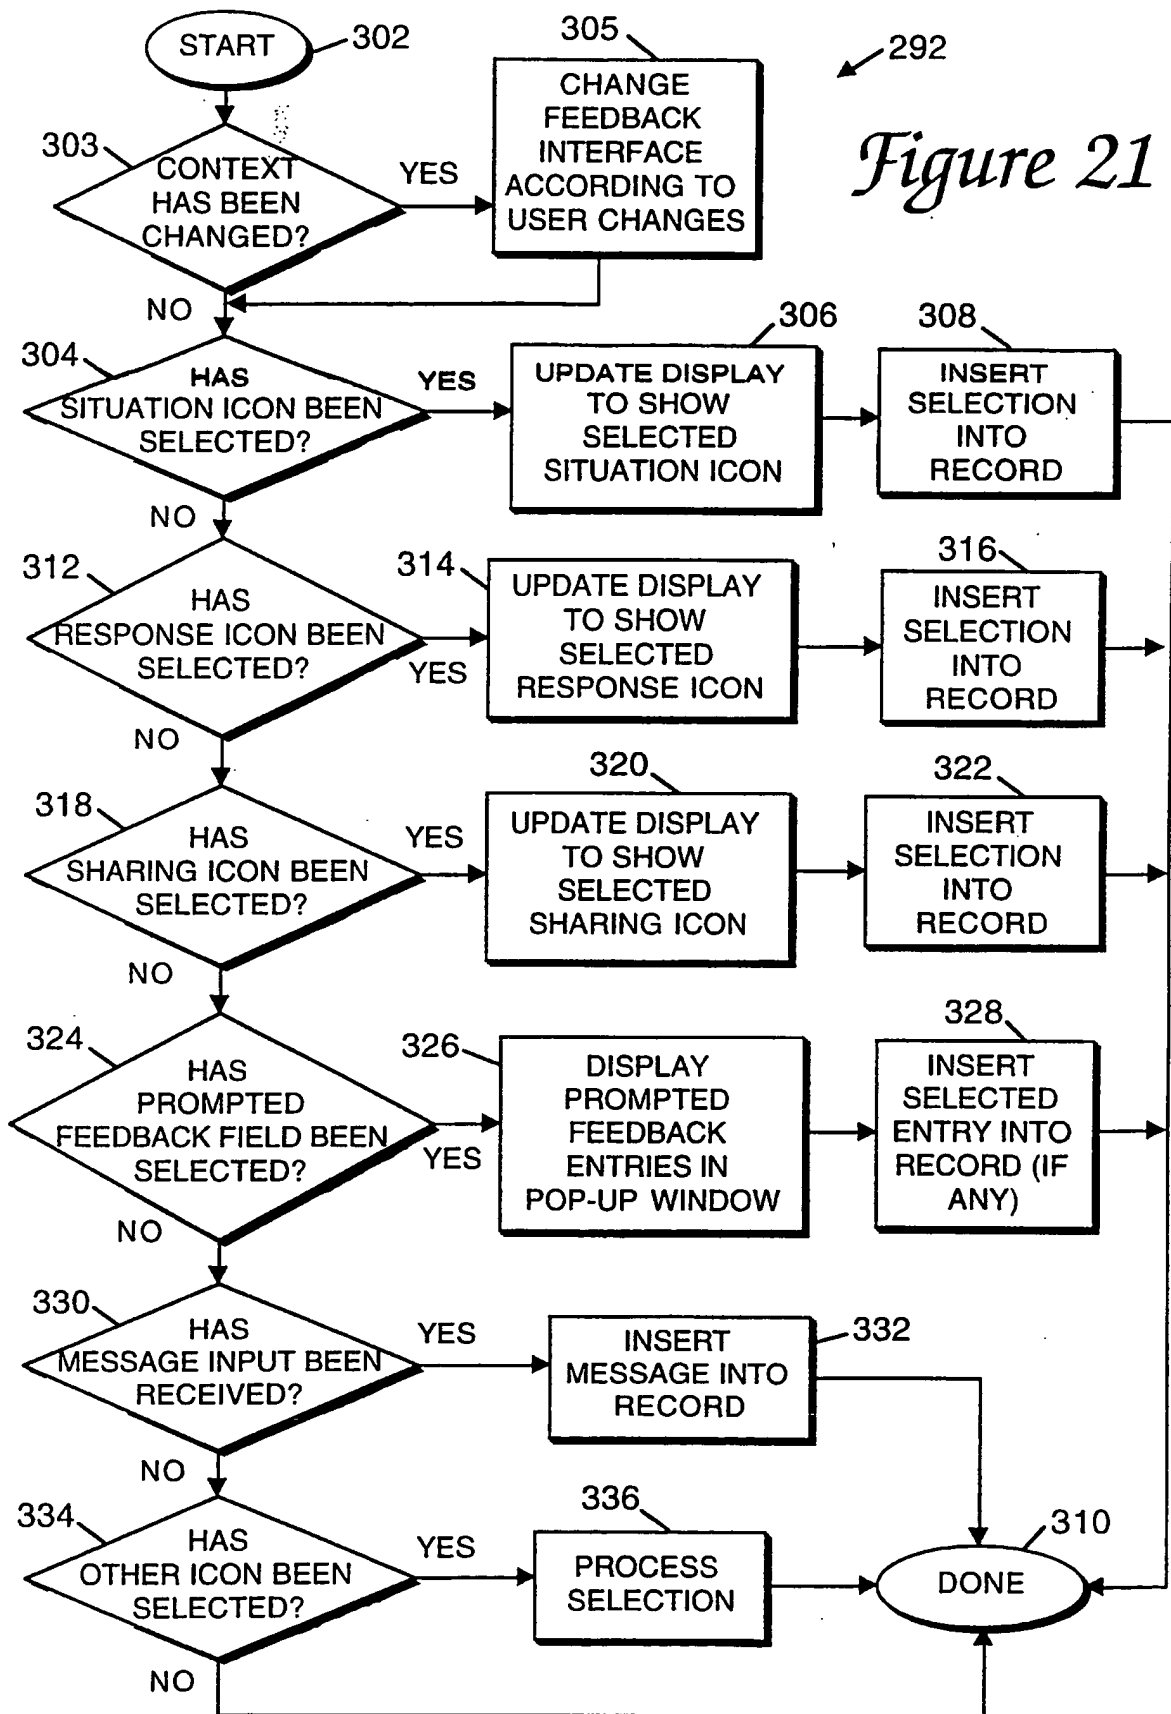 START
302
305
292
Figure 21
303
CONTEXT
HAS BEEN
CHANGED?
YES
CHANGE
FEEDBACK
INTERFACE
ACCORDING TO
USER CHANGES
NO
304
HAS
SITUATION ICON BEEN
SELECTED?
YES
306
UPDATE DISPLAY
TO SHOW
SELECTED
SITUATION ICON
308
INSERT
SELECTION
INTO
RECORD
NO
312
HAS
RESPONSE ICON BEEN
SELECTED?
YES
314
UPDATE DISPLAY
TO SHOW
SELECTED
RESPONSE ICON
316
INSERT
SELECTION
INTO
RECORD
NO
318
HAS
SHARING ICON BEEN
SELECTED?
YES
320
UPDATE DISPLAY
TO SHOW
SELECTED
SHARING ICON
322
INSERT
SELECTION
INTO
RECORD
NO
324
HAS
PROMPTED
FEEDBACK FIELD BEEN
SELECTED?
YES
326
DISPLAY
PROMPTED
FEEDBACK
ENTRIES IN
POP-UP WINDOW
328
INSERT
SELECTED
ENTRY INTO
RECORD (IF
ANY)
NO
330
HAS
MESSAGE INPUT BEEN
RECEIVED?
YES
INSERT
MESSAGE INTO
RECORD
332
NO
334
HAS
OTHER ICON BEEN
SELECTED?
YES
336
PROCESS
SELECTION
310
DONE
NO